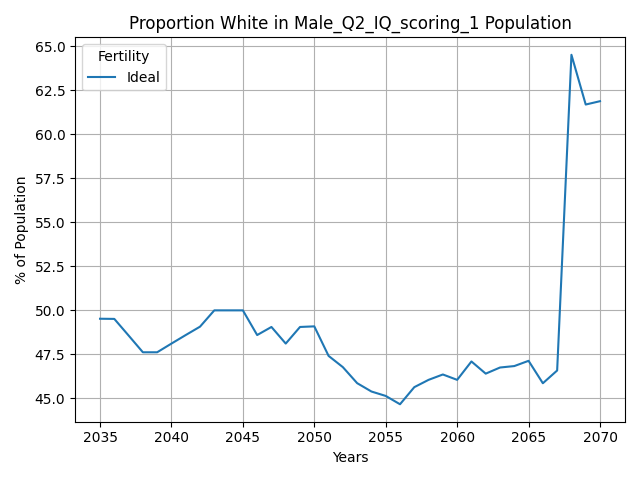 Proportion White in Male_Q2_IQ_scoring_1 Population
Fertility
Ideal
65.0
62.5
60.0
57.5
55.0
52.5
50.0
47.5
45.0
% of Population
2035 2040 2045 2050 2055 2060 2065 2070
Years